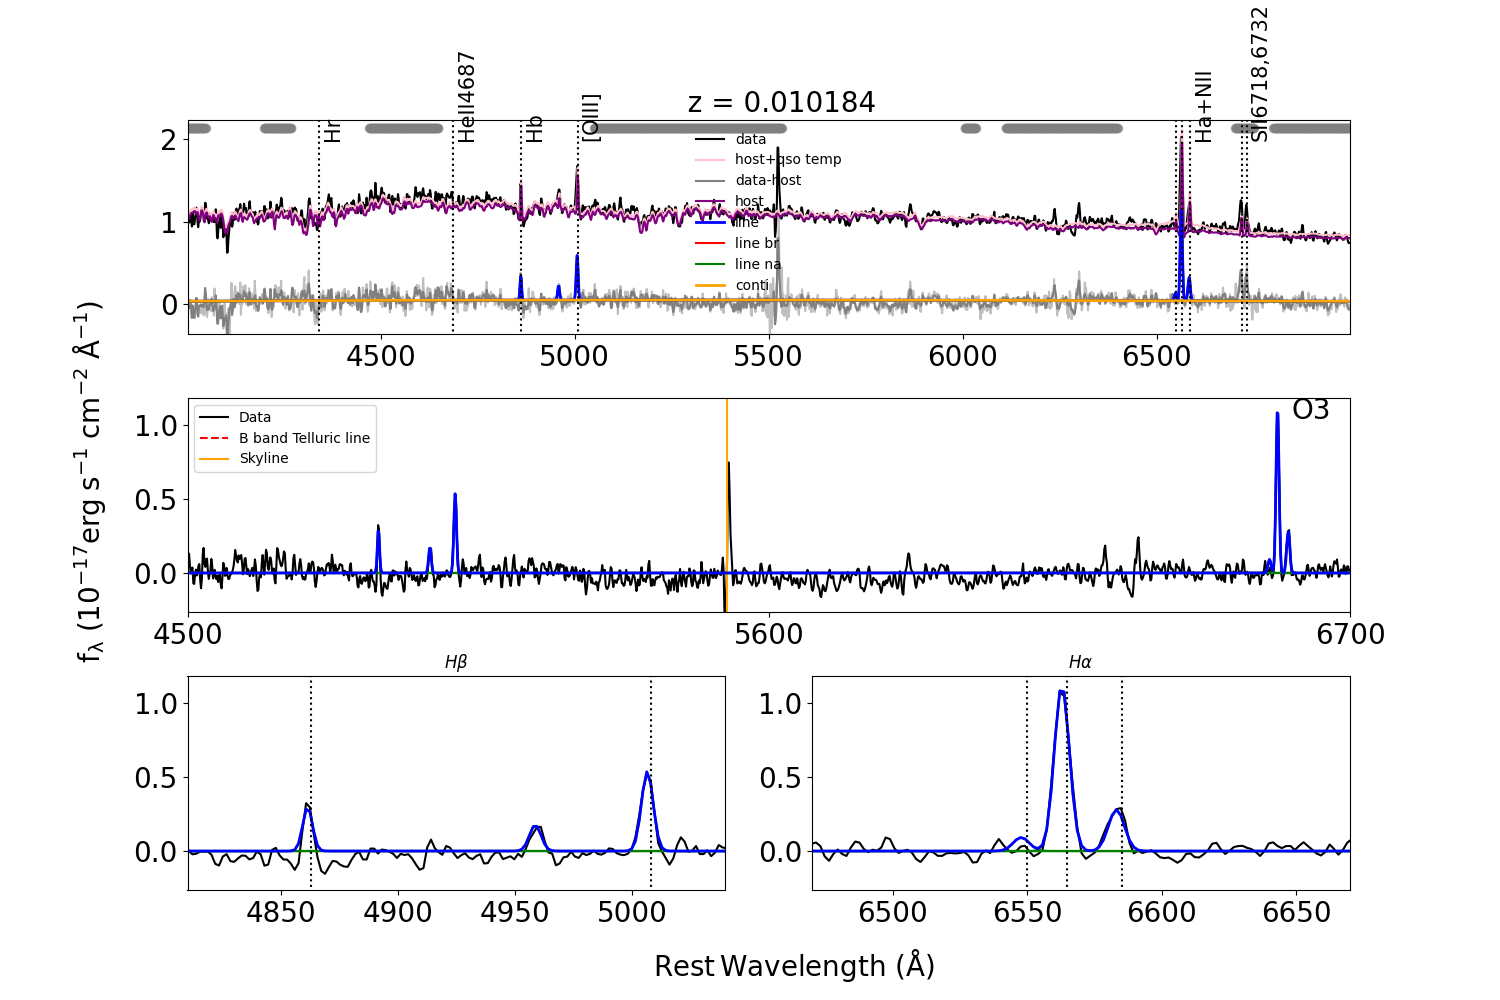 Hr
HeII4687
Hb
[OIII]
Ha+NII
SII6718,6732
z = 0.010184
data
host+qso temp
data-host
host
line
line br
line na
conti
2
1
0
4500
5000
5500
6000
6500
O3
Data
B band Telluric line
Skyline
1.0
0.5
0.0
4500
5600
6700
fλ (10−17erg s−1 cm−2 Å−1)
Hβ
1.0
0.5
0.0
4850
4900
4950
5000
Hα
1.0
0.5
0.0
6500
6550
6600
6650
Rest Wavelength (Å)